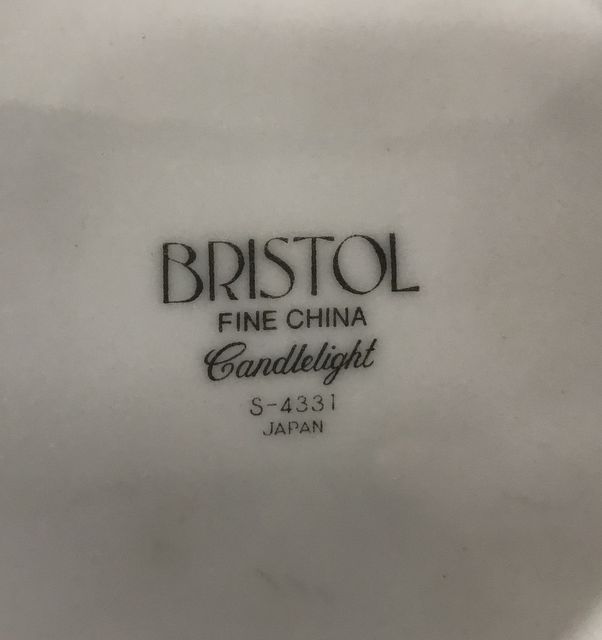 BRISTOL
FINE CHINA
Candlelight
S-4331
JAPAN